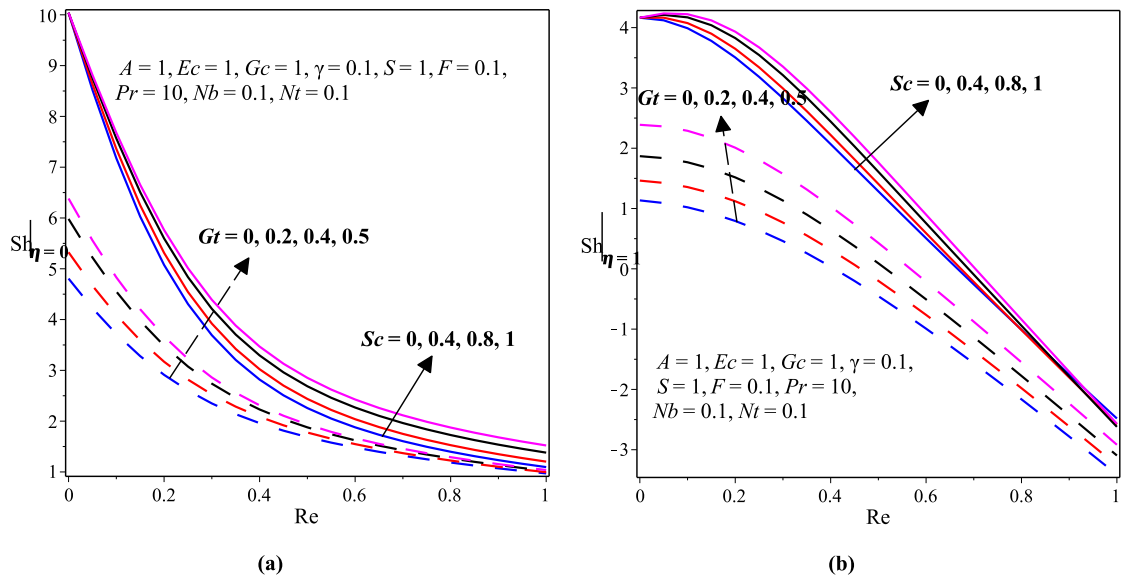 A = 1, Ec = 1, Gc = 1, γ = 0.1, S = 1, F = 0.1,
Pr = 10, Nb = 0.1, Nt = 0.1
Gt = 0, 0.2, 0.4, 0.5
Sc = 0, 0.4, 0.8, 1
Sh|η = 0
10
9
8
7
6
5
4
3
2
1
0 0.2 0.4 0.6 0.8 1
Re
(a)
Gt = 0, 0.2, 0.4, 0.5
Sc = 0, 0.4, 0.8, 1
Sh|η = 1
4
3
2
1
0
−1
−2
−3
A = 1, Ec = 1, Gc = 1, γ = 0.1,
S = 1, F = 0.1, Pr = 10,
Nb = 0.1, Nt = 0.1
0 0.2 0.4 0.6 0.8 1
Re
(b)